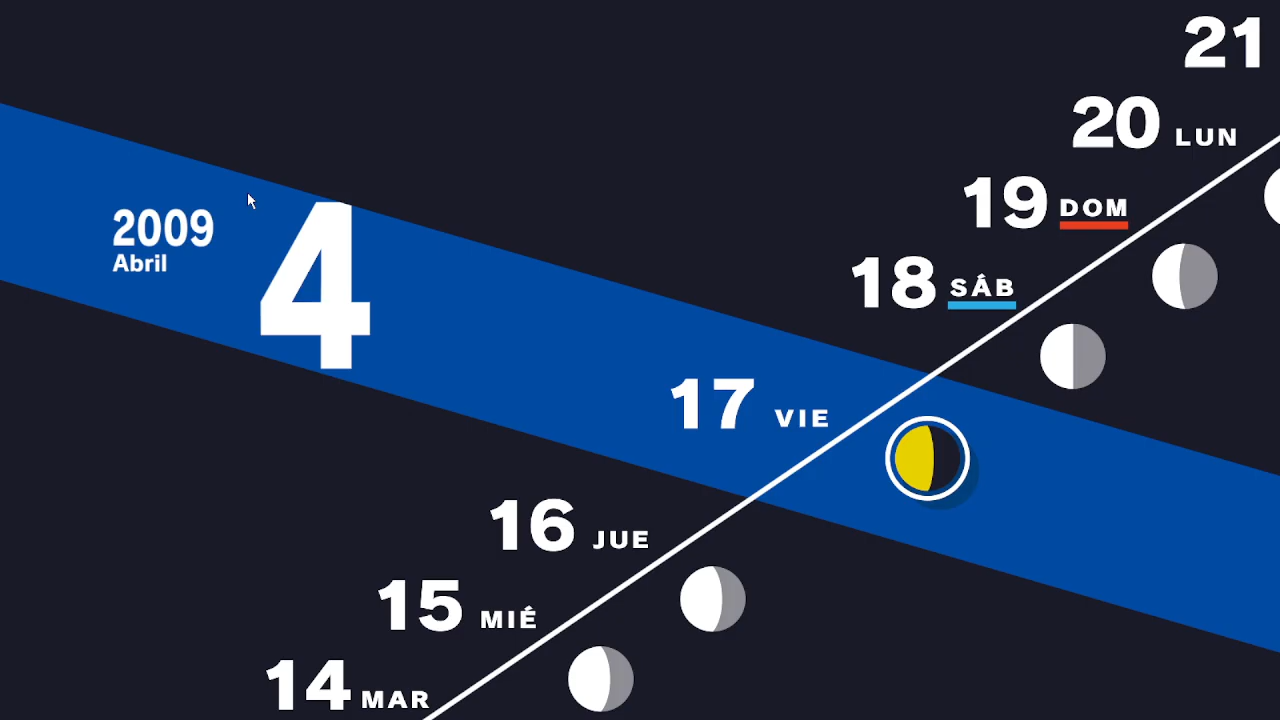 21
20 LUN
19 DOM
18 SÁB
2009
Abril
4
17 VIE
16 JUE
15 MIÉ
14 MAR